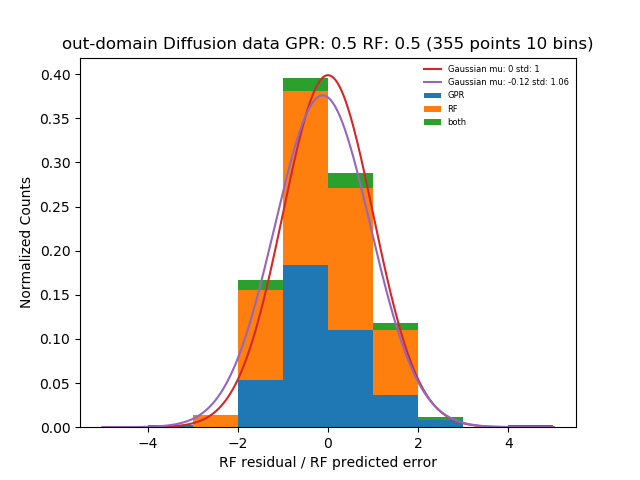 out-domain Diffusion data GPR: 0.5 RF: 0.5 (355 points 10 bins)
Gaussian mu: 0 std: 1
Gaussian mu: -0.12 std: 1.06
GPR
RF
both
Normalized Counts
0.40
0.35
0.30
0.25
0.20
0.15
0.10
0.05
0.00
−4
−2
0
2
4
RF residual / RF predicted error